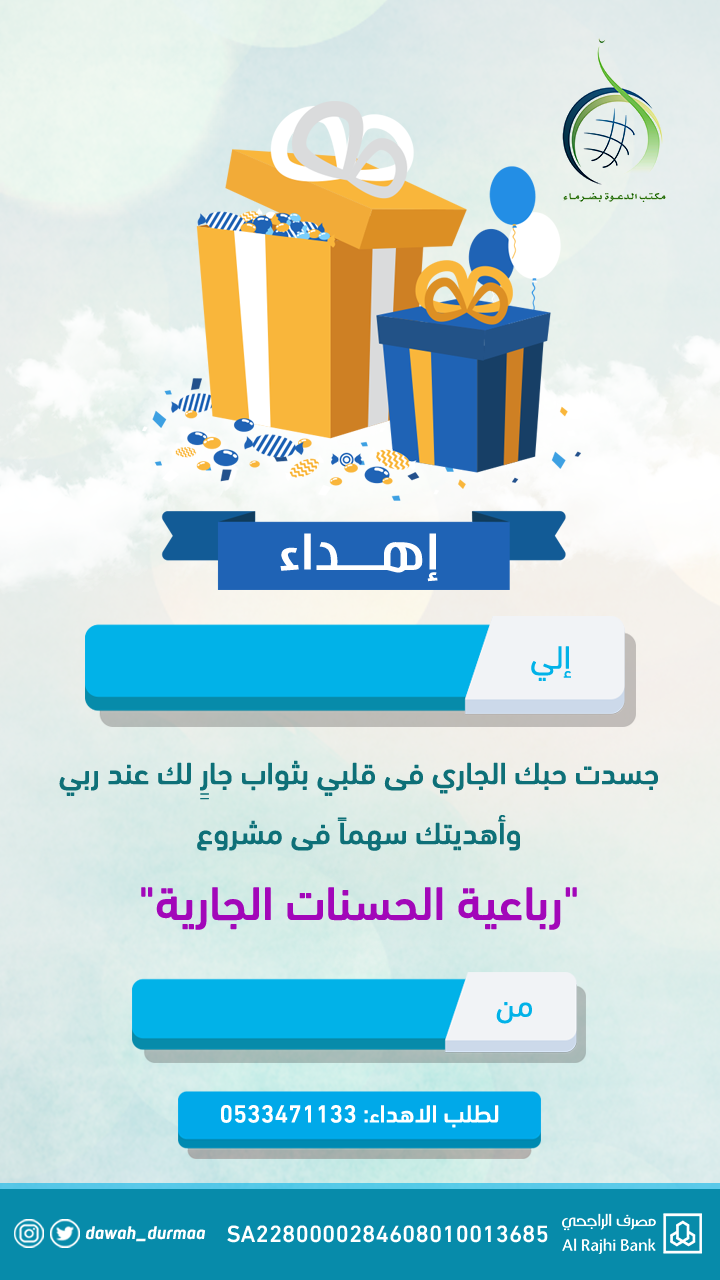 مكتب الدعوة بضرماء
إهــداء
إلي
جسدت حبك الجاري فى قلبي بثواب جارٍ لك عند ربي
وأهديتك سهماً فى مشروع
"رباعية الحسنات الجارية"
من
لطلب الاهداء: 0533471133
مصرف الراجحي
Al Rajhi Bank
SA2280000284608010013685
dawah_durmaa